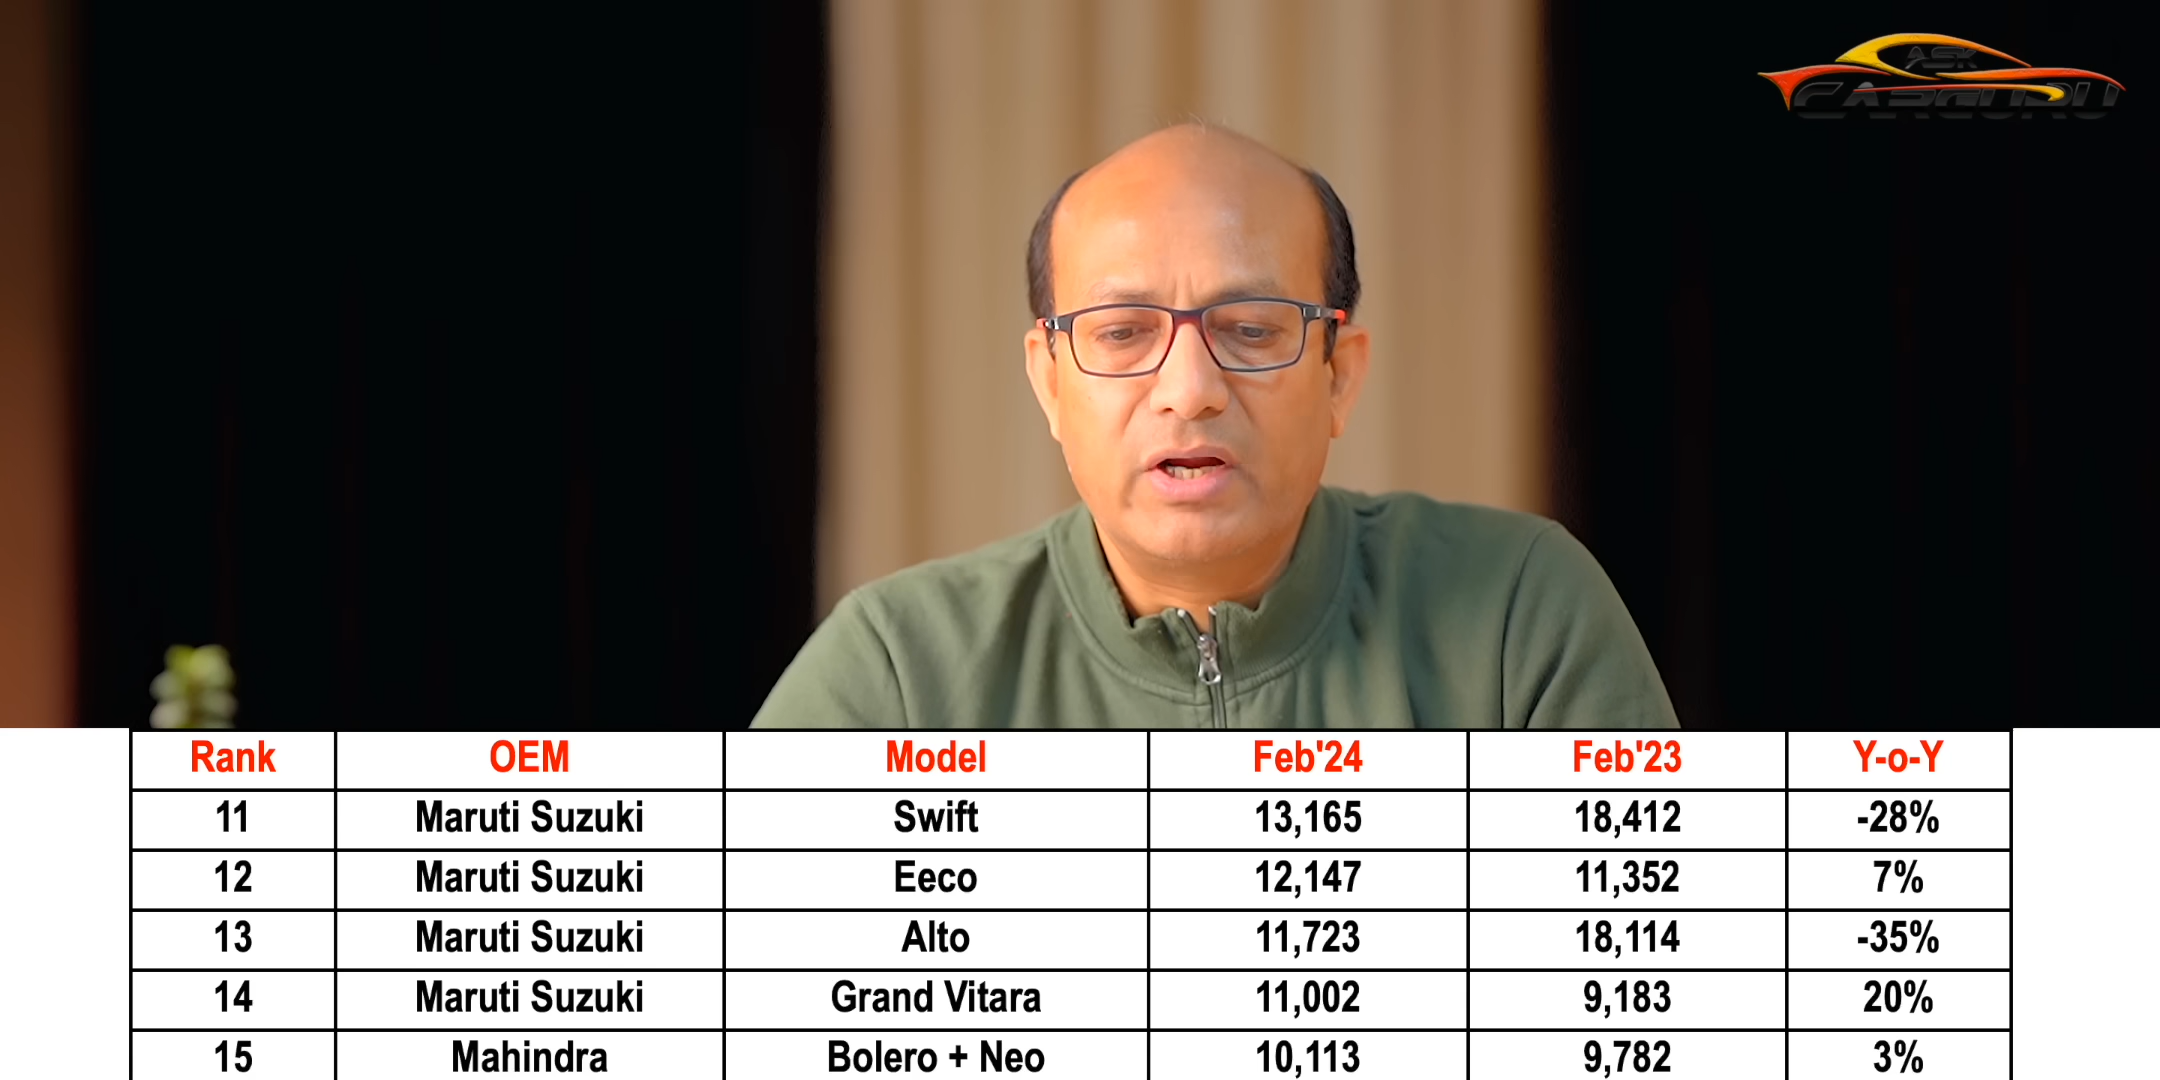 ASK
CARGURU
Rank OEM Model Feb'24 Feb'23 Y-o-Y
11 Maruti Suzuki Swift 13,165 18,412 -28%
12 Maruti Suzuki Eeco 12,147 11,352 7%
13 Maruti Suzuki Alto 11,723 18,114 -35%
14 Maruti Suzuki Grand Vitara 11,002 9,183 20%
15 Mahindra Bolero + Neo 10,113 9,782 3%